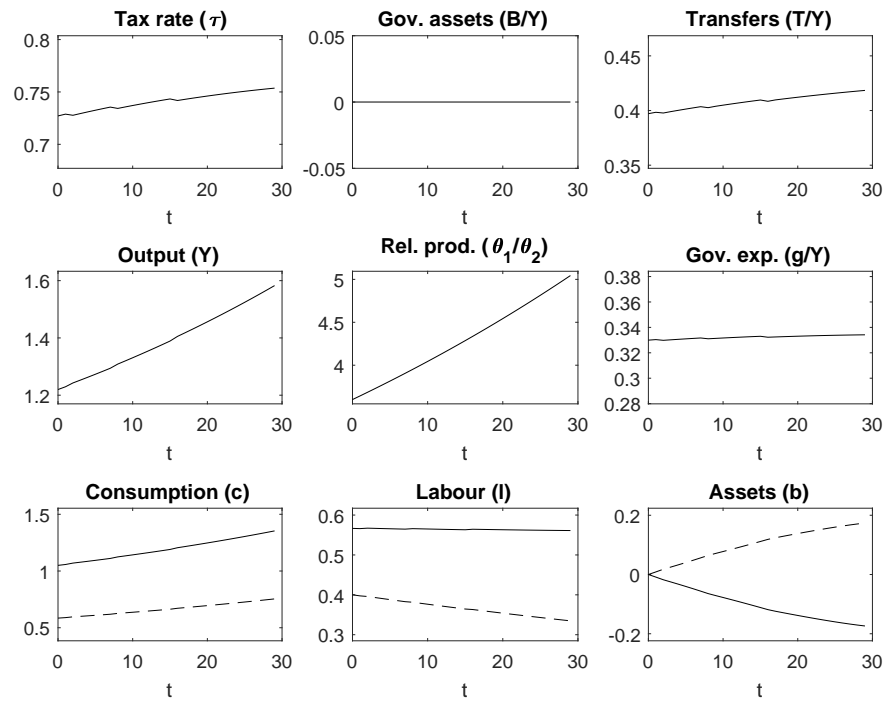 Tax rate (τ)
0.8
0.75
0.7
0 10 20 30
t
Gov. assets (B/Y)
0.05
0
-0.05
0 10 20 30
t
Transfers (T/Y)
0.45
0.4
0.35
0 10 20 30
t
Output (Y)
1.6
1.4
1.2
0 10 20 30
t
Rel. prod. (θ1/θ2)
5
4.5
4
0 10 20 30
t
Gov. exp. (g/Y)
0.38
0.36
0.34
0.32
0.3
0.28
0 10 20 30
t
Consumption (c)
1.5
1
0.5
0 10 20 30
t
Labour (l)
0.6
0.5
0.4
0.3
0 10 20 30
t
Assets (b)
0.2
0
-0.2
0 10 20 30
t